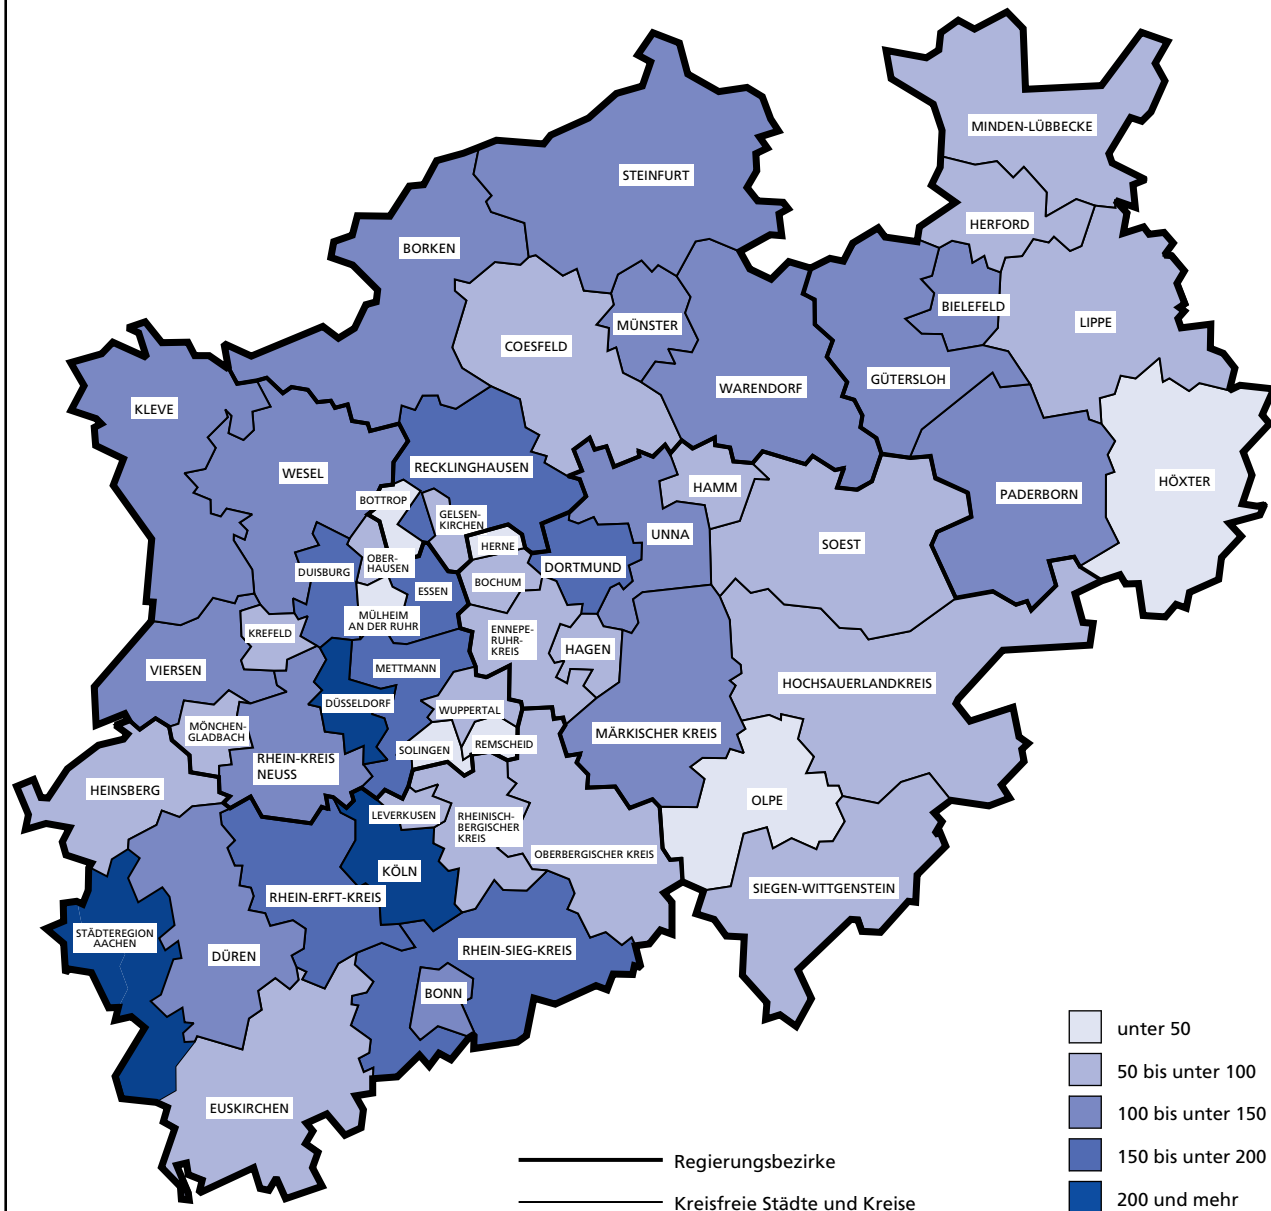 MINDEN-LÜBBECKE
STEINFURT
HERFORD
BORKEN
BIELEFELD
LIPPE
MÜNSTER
COESFELD
GÜTERSLOH
WARENDORF
KLEVE
RECKLINGHAUSEN
WESEL
HÖXTER
HAMM
PADERBORN
BOTTROP
GELSEN-
KIRCHEN
UNNA
SOEST
HERNE
OBER-
HAUSEN
DORTMUND
DUISBURG
BOCHUM
ESSEN
MÜLHEIM
AN DER RUHR
KREFELD
ENNEPE-
RUHR-
KREIS
HAGEN
METTMANN
VIERSEN
HOCHSAUERLANDKREIS
DÜSSELDORF
WUPPERTAL
MÖNCHEN-
GLADBACH
MÄRKISCHER KREIS
REMSCHEID
SOLINGEN
RHEIN-KREIS
NEUSS
HEINSBERG
OLPE
LEVERKUSEN
RHEINISCH-
BERGISCHER
KREIS
OBERBERGISCHER KREIS
KÖLN
SIEGEN-WITTGENSTEIN
RHEIN-ERFT-KREIS
STÄDTEREGION
AACHEN
RHEIN-SIEG-KREIS
DÜREN
BONN
EUSKIRCHEN
unter 50
50 bis unter 100
100 bis unter 150
150 bis unter 200
200 und mehr
Regierungsbezirke
Kreisfreie Städte und Kreise